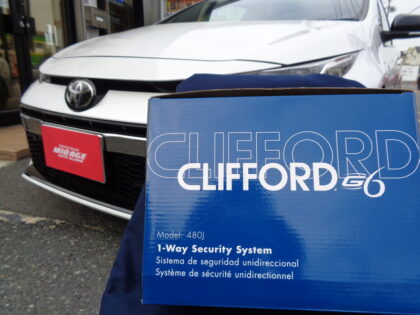 CLIFFORD
CLIFFORD. G6
Model- 480J
1-Way Security System
Sistema de seguridad unidireccional
Système de sécurité unidirectionnel
MIRAGE